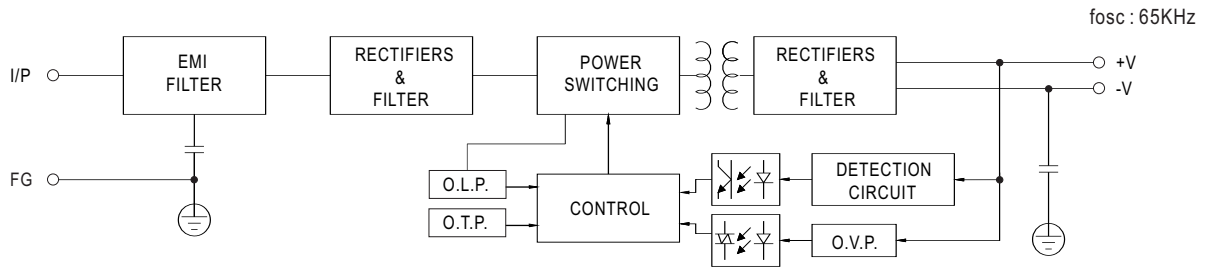 fosc : 65KHz
I/P
EMI
FILTER
RECTIFIERS
&
FILTER
POWER
SWITCHING
RECTIFIERS
&
FILTER
+V
-V
FG
O.L.P.
O.T.P.
CONTROL
DETECTION
CIRCUIT
O.V.P.